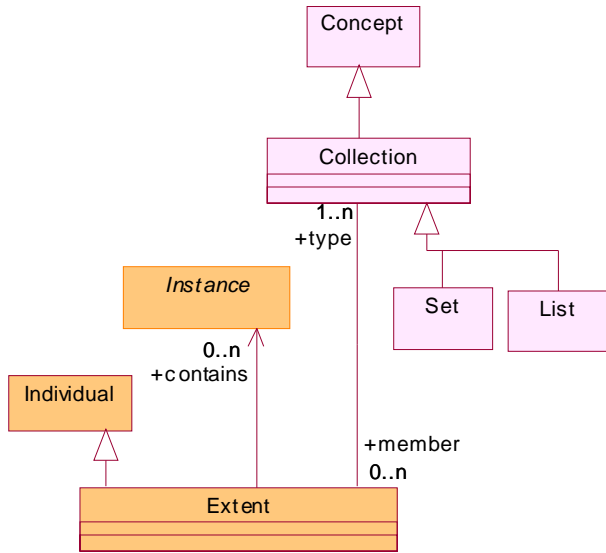 Concept
Collection
1..n
+type
Instance
Set
List
0..n
+contains
Individual
+member
0..n
Extent